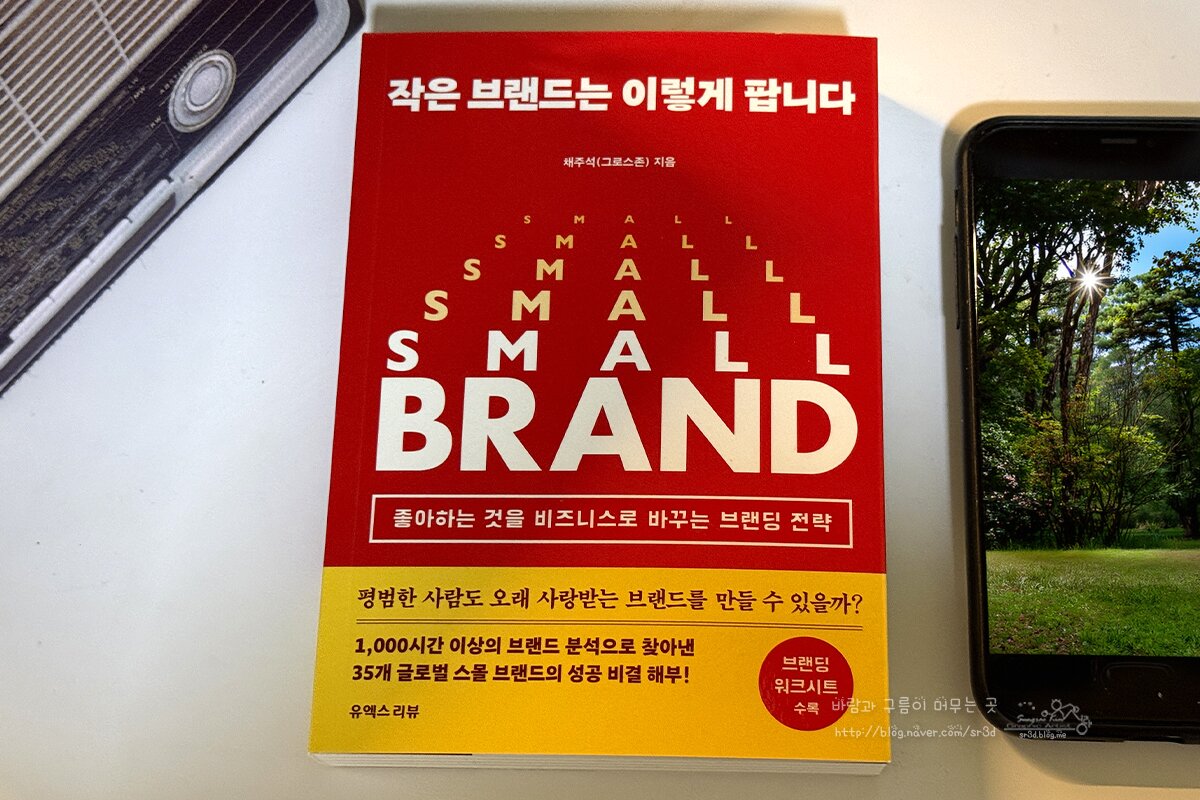 작은 브랜드는 이렇게 팝니다
채주석(그로스존) 지음
SMALL
SMALL
SMALL
SMALL
SMALL
BRAND
좋아하는 것을 비즈니스로 바꾸는 브랜딩 전략
평범한 사람도 오래 사랑받는 브랜드를 만들 수 있을까?
1,000시간 이상의 브랜드 분석으로 찾아낸
35개 글로벌 스몰 브랜드의 성공 비결 해부!
유엑스 리뷰
브랜딩
워크시트
수록
바람과 구름이 머무는 곳
http://blog.naver.com/sr3d
sr3d.blog.me